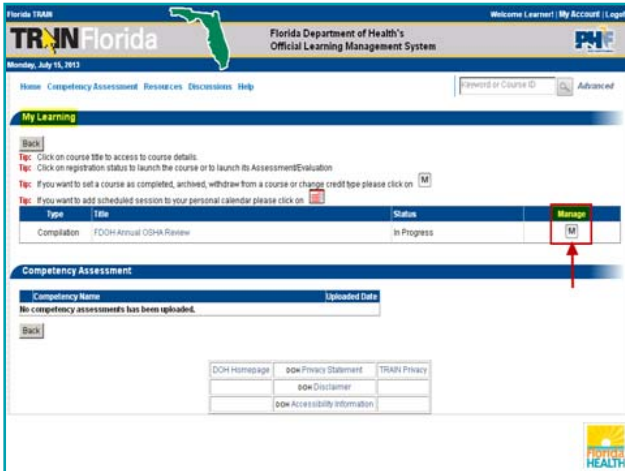 Florida TRAIN
Welcome Learner! | My Account | Logof
TRAIN Florida
Florida Department of Health's
Official Learning Management System
PHF
Monday, July 15, 2013
Home Competency Assessment Resources Discussions Help
Keyword or Course ID
Advanced
My Learning
Back
Tip: Click on course title to access to course details.
Tip: Click on registration status to launch the course or to launch its Assessment/Evaluation
Tip: If you want to set a course as completed, archived, withdraw from a course or change credit type please click on M
Tip: If you want to add scheduled session to your personal calendar please click on
Type Title Status Manage
Compilation FDOH Annual OSHA Review In Progress M
Competency Assessment
Competency Name Uploaded Date
No competency assessments has been uploaded.
Back
DOH Homepage DOH Privacy Statement TRAIN Privacy
DOH Disclaimer
DOH Accessibility Information
Florida
HEALTH